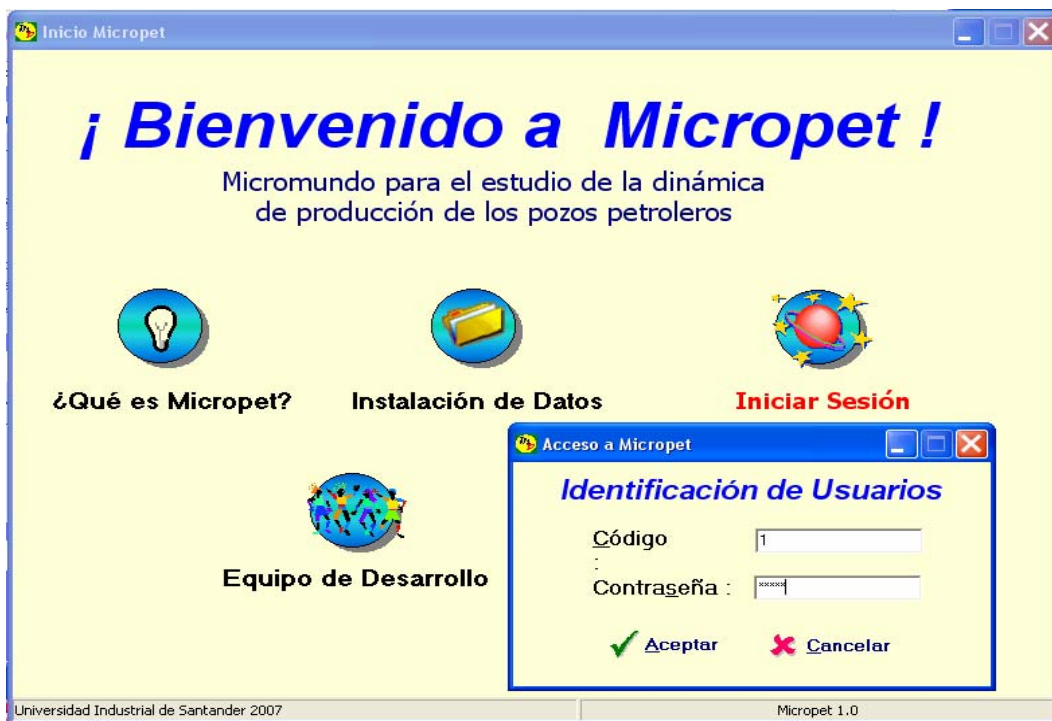 Inicio Micropet
¡ Bienvenido a Micropet !
Micromundo para el estudio de la dinámica
de producción de los pozos petroleros
¿Qué es Micropet?
Instalación de Datos
Iniciar Sesión
Equipo de Desarrollo
Acceso a Micropet
Identificación de Usuarios
Código
:
1
Contraseña :
*****
Aceptar
Cancelar
Universidad Industrial de Santander 2007
Micropet 1.0